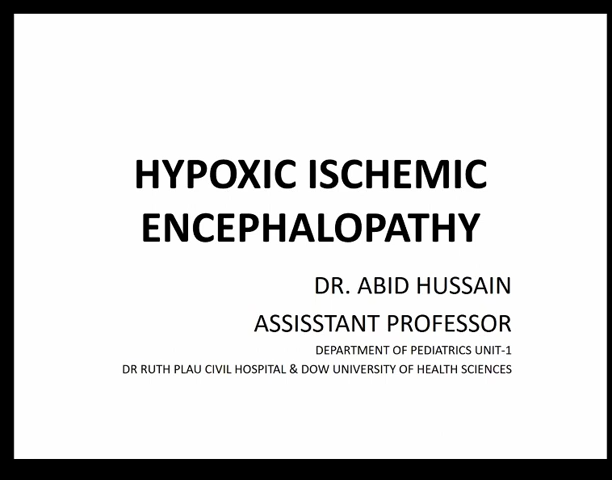 HYPOXIC ISCHEMIC
ENCEPHALOPATHY
DR. ABID HUSSAIN
ASSISSTANT PROFESSOR
DEPARTMENT OF PEDIATRICS UNIT-1
DR RUTH PLAU CIVIL HOSPITAL & DOW UNIVERSITY OF HEALTH SCIENCES